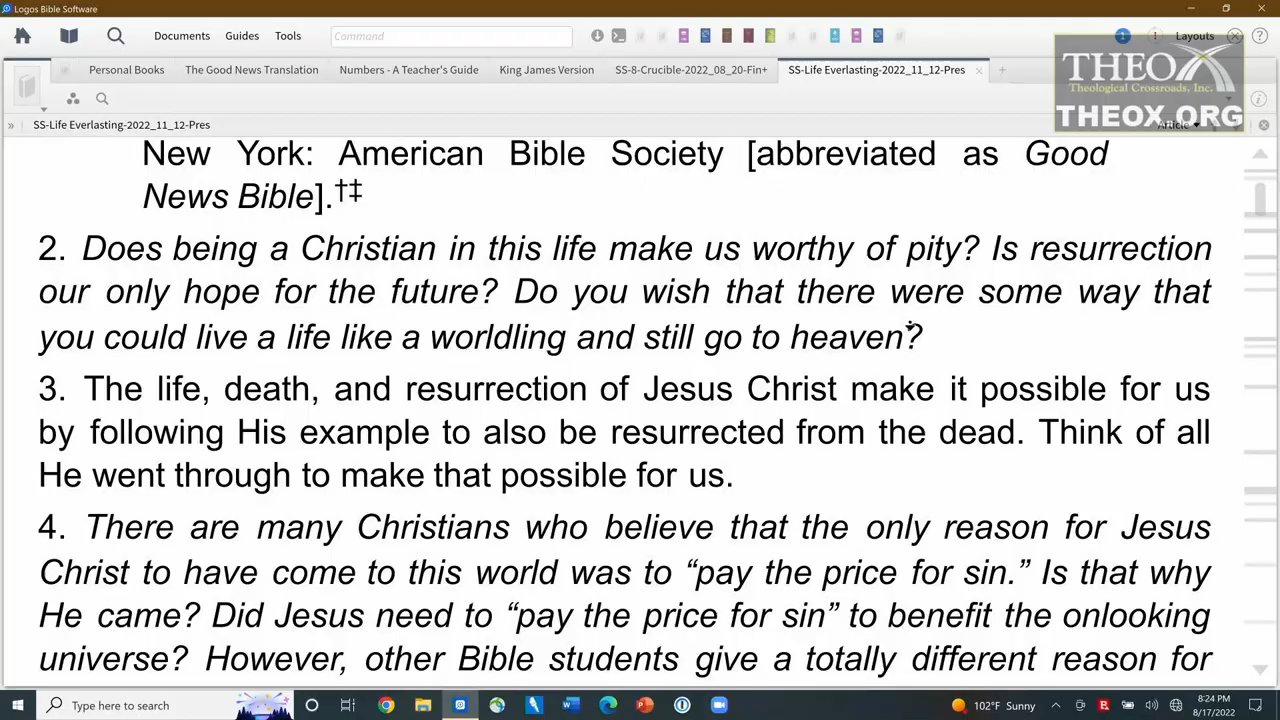 Logos Bible Software
Documents Guides Tools Command 1 Layouts
Personal Books The Good News Translation Numbers - A Teacher's Guide King James Version SS-8-Crucible-2022_08_20-Fin+ SS-Life Everlasting-2022_11_12-Pres
THEOX
Theological Crossroads, Inc.
THEOX.ORG
SS-Life Everlasting-2022_11_12-Pres Article
New York: American Bible Society [abbreviated as Good
News Bible].†‡
2. Does being a Christian in this life make us worthy of pity? Is resurrection
our only hope for the future? Do you wish that there were some way that
you could live a life like a worldling and still go to heaven?
3. The life, death, and resurrection of Jesus Christ make it possible for us
by following His example to also be resurrected from the dead. Think of all
He went through to make that possible for us.
4. There are many Christians who believe that the only reason for Jesus
Christ to have come to this world was to “pay the price for sin.” Is that why
He came? Did Jesus need to “pay the price for sin” to benefit the onlooking
universe? However, other Bible students give a totally different reason for
Type here to search
102°F Sunny
8:24 PM
8/17/2022